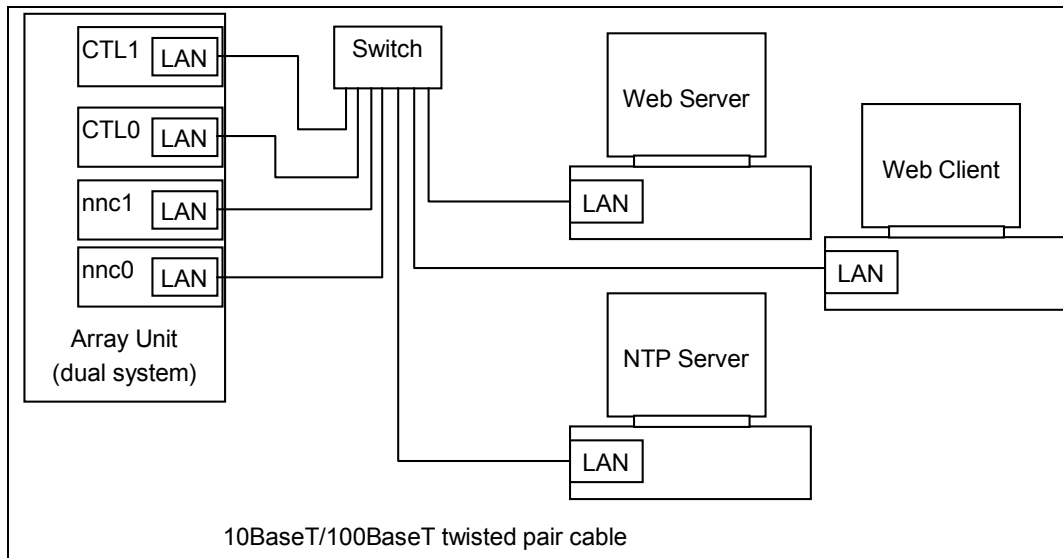 CTL1
LAN
CTL0
LAN
nnc1
LAN
nnc0
LAN
Array Unit
(dual system)
Switch
Web Server
LAN
Web Client
LAN
NTP Server
LAN
10BaseT/100BaseT twisted pair cable